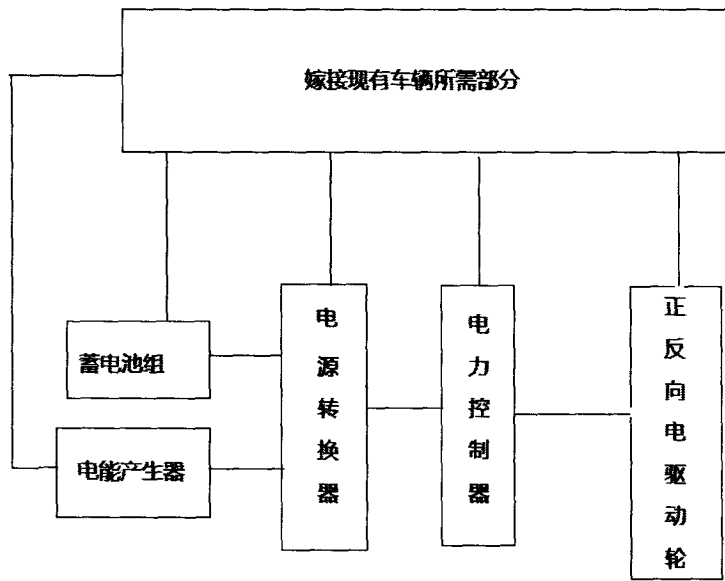 嫁接现有车辆所需部分
蓄电池组
电能产生器
电源转换器
电力控制器
正反向电驱动轮